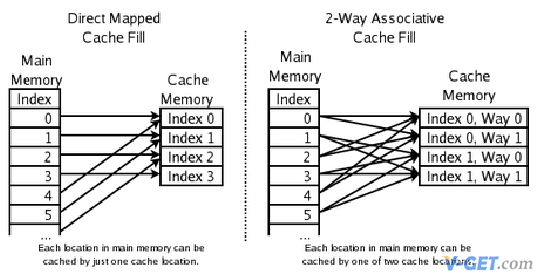 Direct Mapped
Cache Fill
Main
Memory
Index
0
1
2
3
4
5
...
Cache
Memory
Index 0
Index 1
Index 2
Index 3
Each location in main memory can be
cached by just one cache location.
2-Way Associative
Cache Fill
Main
Memory
Index
0
1
2
3
4
5
...
Cache
Memory
Index 0, Way 0
Index 0, Way 1
Index 1, Way 0
Index 1, Way 1
Each location in main memory can be
cached by one of two cache locations.
V-GET.com